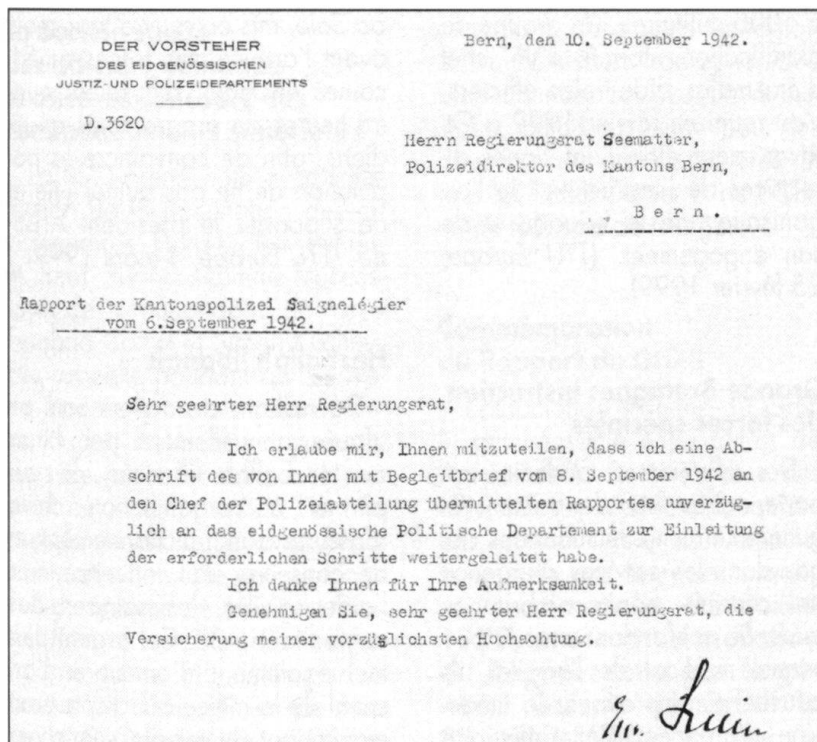 DER VORSTEHER
DES EIDGENÖSSISCHEN
JUSTIZ- UND POLIZEIDEPARTEMENTS
D.3620
Bern, den 10. September 1942.
Herrn Regierungsrat Seematter,
Polizeidirektor des Kantons Bern,
Bern.
Rapport der Kantonspolizei Saignelégier
vom 6.September 1942.
Sehr geehrter Herr Regierungsrat,
Ich erlaube mir, Ihnen mitzuteilen, dass ich eine Ab-
schrift des von Ihnen mit Begleitbrief vom 8. September 1942 an
den Chef der Polizeiabteilung übermittelten Rapportes unverzüg-
lich an das eidgenössische Politische Departement zur Einleitung
der erforderlichen Schritte weitergeleitet habe.
Ich danke Ihnen für Ihre Aufmerksamkeit.
Genehmigen Sie, sehr geehrter Herr Regierungsrat, die
Versicherung meiner vorzüglichsten Hochachtung.